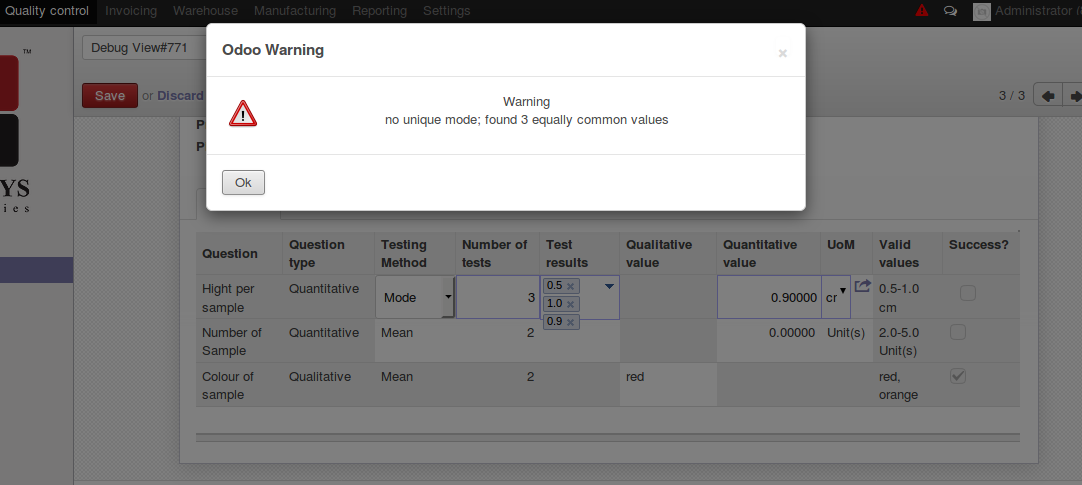 Quality control Invoicing Warehouse Manufacturing Reporting Settings Administrator
Debug View#771
Odoo Warning
×
Warning
no unique mode; found 3 equally common values
Ok
Save or Discard
3 / 3
TM
YS
ies
P
P
Question Question type Testing Method Number of tests Test results Qualitative value Quantitative value UoM Valid values Success?
Hight per sample Quantitative Mode 3 0.5 × 1.0 × 0.9 × 0.90000 cr 0.5-1.0 cm
Number of Sample Quantitative Mean 2 0.00000 Unit(s) 2.0-5.0 Unit(s)
Colour of sample Qualitative Mean 2 red red, orange